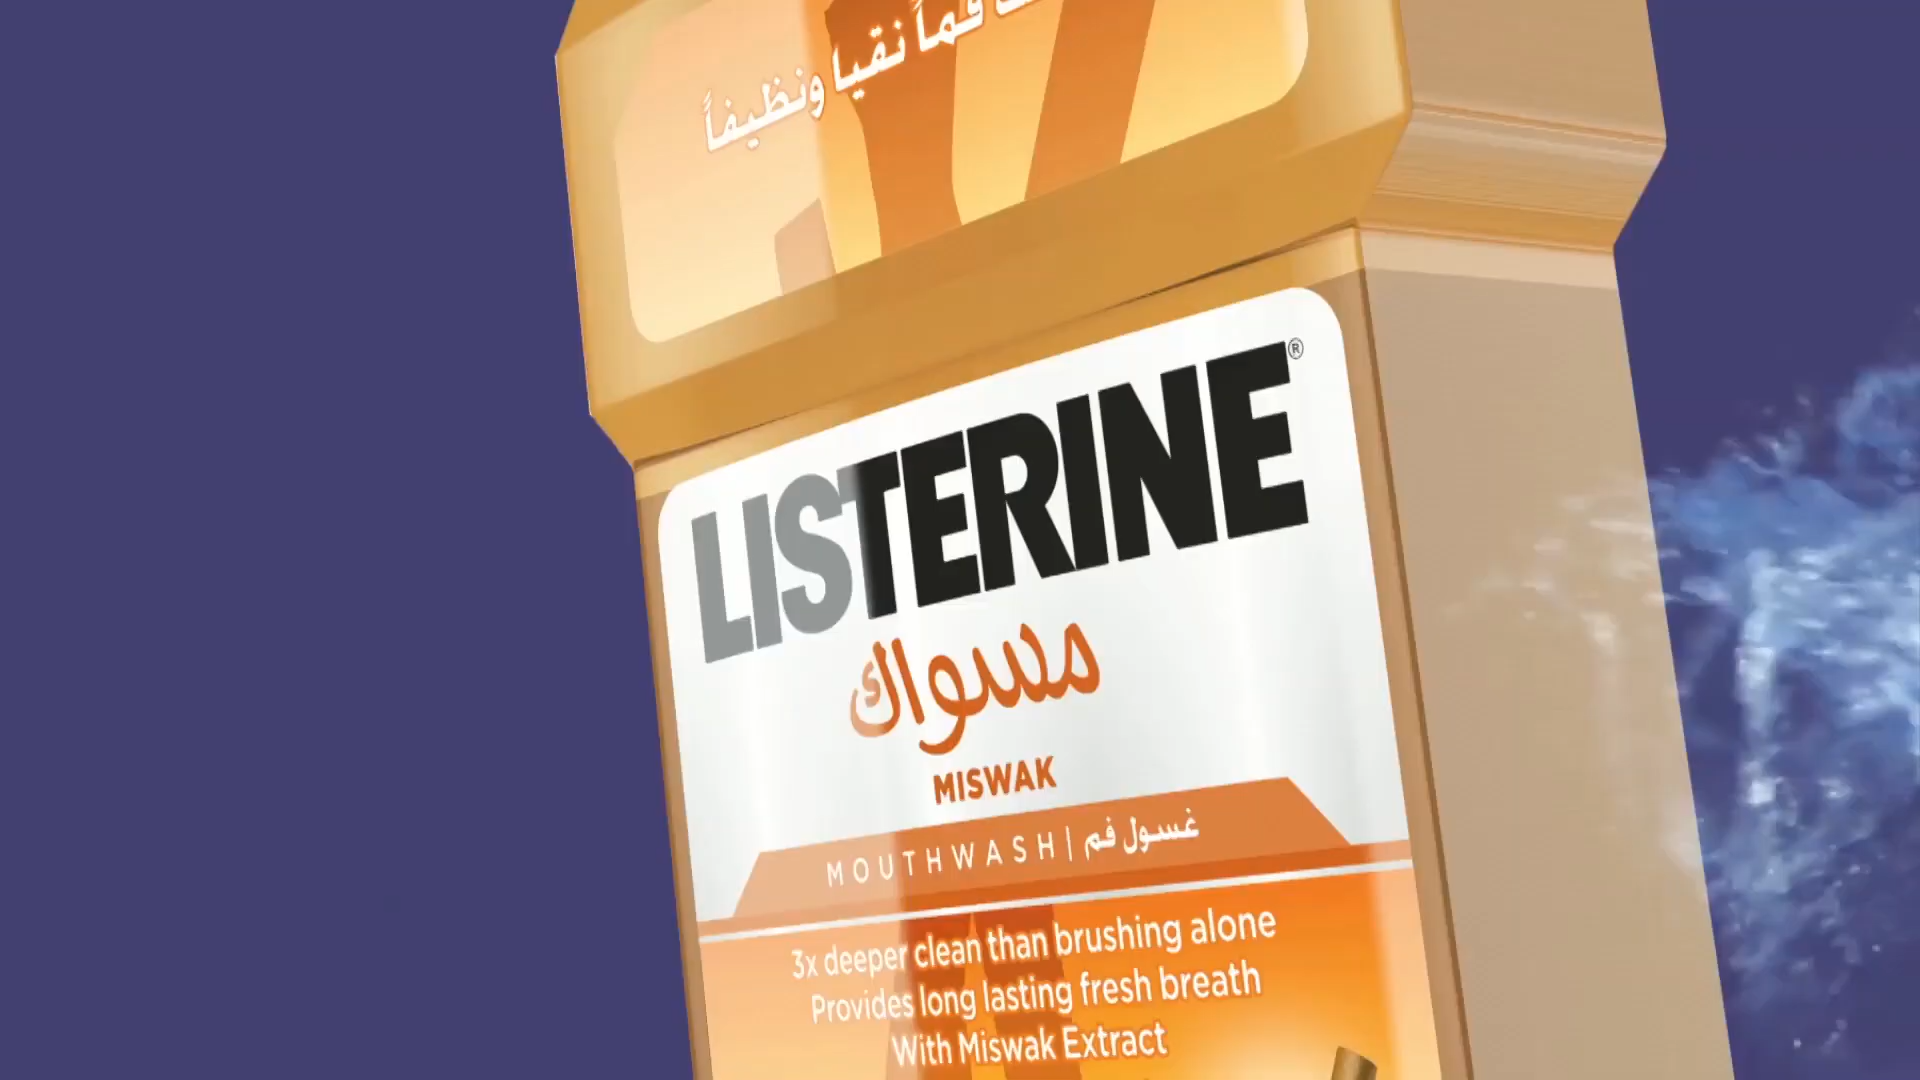 فماً نقيا ونظيفاً
LISTERINE®
مسواك
MISWAK
MOUTHWASH | غسول فم
3x deeper clean than brushing alone
Provides long lasting fresh breath
With Miswak Extract